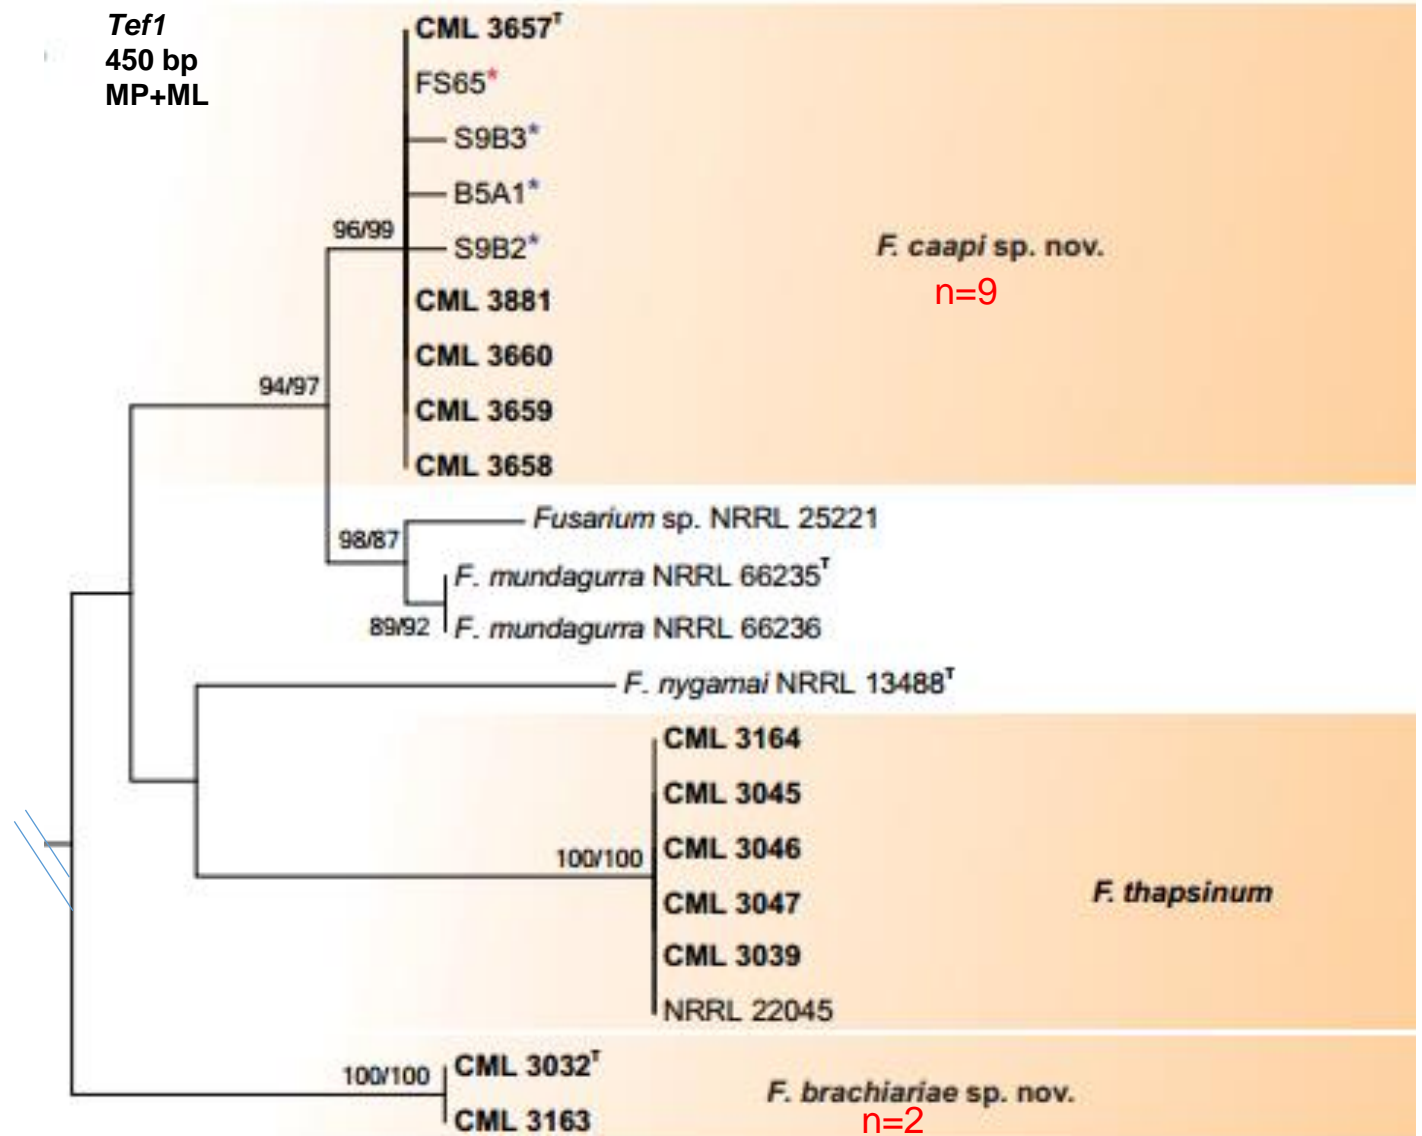 Tef1
450 bp
MP+ML
CML 3657ᵀ
FS65*
S9B3*
B5A1*
96/99
S9B2*
F. caapi sp. nov.
n=9
CML 3881
CML 3660
94/97
CML 3659
CML 3658
Fusarium sp. NRRL 25221
98/87
F. mundagurra NRRL 66235ᵀ
89/92
F. mundagurra NRRL 66236
F. nygamai NRRL 13488ᵀ
CML 3164
CML 3045
CML 3046
100/100
CML 3047
F. thapsinum
CML 3039
NRRL 22045
CML 3032ᵀ
100/100
F. brachiariae sp. nov.
CML 3163
n=2